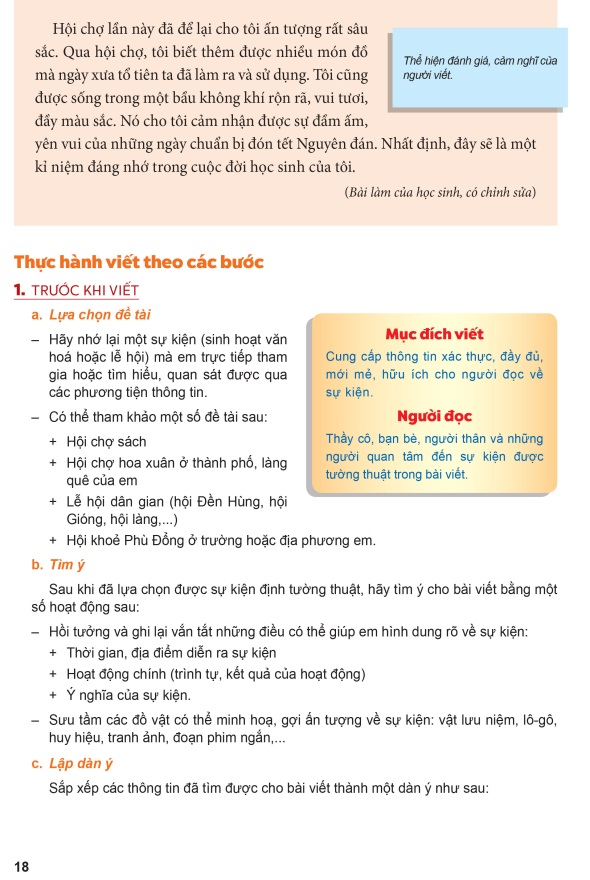 Hội chợ lần này đã để lại cho tôi ấn tượng rất sâu
sắc. Qua hội chợ, tôi biết thêm được nhiều món đồ
mà ngày xưa tổ tiên ta đã làm ra và sử dụng. Tôi cũng
được sống trong một bầu không khí rộn rã, vui tươi,
đầy màu sắc. Nó cho tôi cảm nhận được sự đầm ấm,
yên vui của những ngày chuẩn bị đón tết Nguyên đán. Nhất định, đây sẽ là một
kỉ niệm đáng nhớ trong cuộc đời học sinh của tôi.
(Bài làm của học sinh, có chỉnh sửa)
Thể hiện đánh giá, cảm nghĩ của
người viết.
Thực hành viết theo các bước
1. TRƯỚC KHI VIẾT
a. Lựa chọn đề tài
– Hãy nhớ lại một sự kiện (sinh hoạt văn
hoá hoặc lễ hội) mà em trực tiếp tham
gia hoặc tìm hiểu, quan sát được qua
các phương tiện thông tin.
– Có thể tham khảo một số đề tài sau:
+ Hội chợ sách
+ Hội chợ hoa xuân ở thành phố, làng
quê của em
+ Lễ hội dân gian (hội Đền Hùng, hội
Gióng, hội làng,...)
+ Hội khoẻ Phù Đổng ở trường hoặc địa phương em.
Mục đích viết
Cung cấp thông tin xác thực, đầy đủ,
mới mẻ, hữu ích cho người đọc về
sự kiện.
Người đọc
Thầy cô, bạn bè, người thân và những
người quan tâm đến sự kiện được
tường thuật trong bài viết.
b. Tìm ý
Sau khi đã lựa chọn được sự kiện định tường thuật, hãy tìm ý cho bài viết bằng một
số hoạt động sau:
– Hồi tưởng và ghi lại vắn tắt những điều có thể giúp em hình dung rõ về sự kiện:
+ Thời gian, địa điểm diễn ra sự kiện
+ Hoạt động chính (trình tự, kết quả của hoạt động)
+ Ý nghĩa của sự kiện.
– Sưu tầm các đồ vật có thể minh hoạ, gợi ấn tượng về sự kiện: vật lưu niệm, lô-gô,
huy hiệu, tranh ảnh, đoạn phim ngắn,...
c. Lập dàn ý
Sắp xếp các thông tin đã tìm được cho bài viết thành một dàn ý như sau:
18